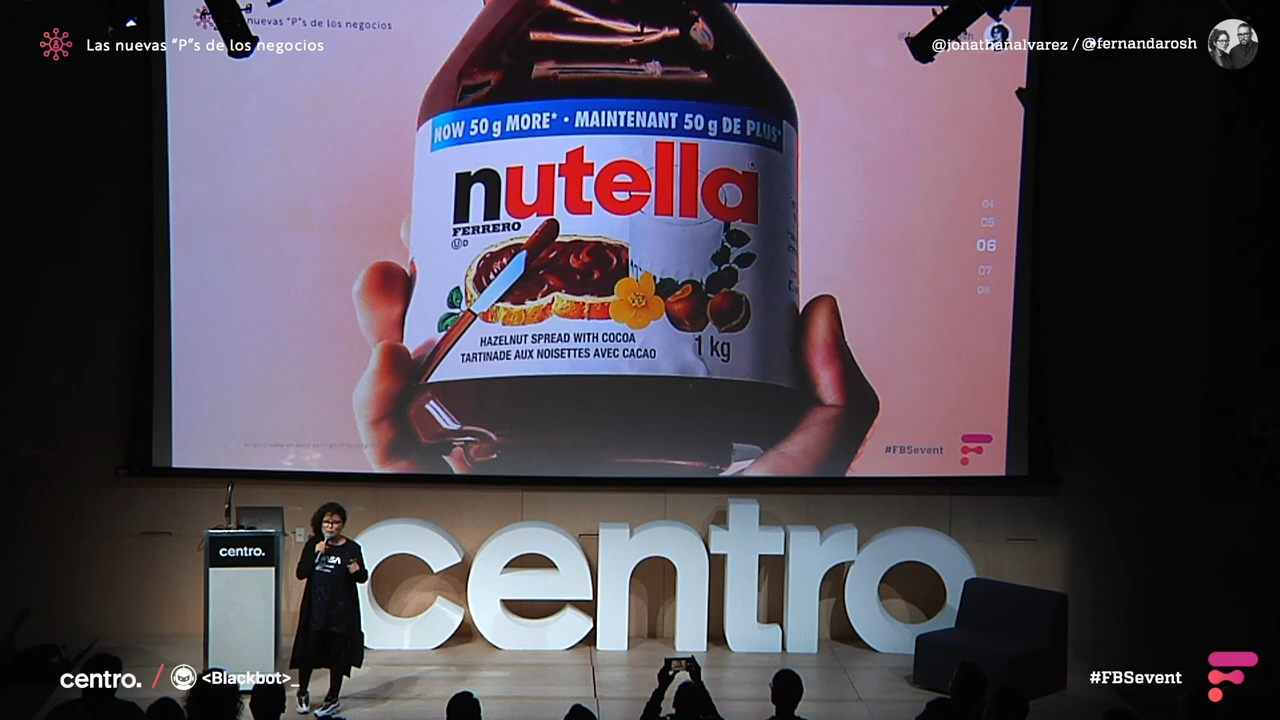 nuevas "P"s de los negocios
Las nuevas "P"s de los negocios
@jonathanalvarez / @fernandarosh
NOW 50 g MORE* · MAINTENANT 50 g DE PLUS*
nutella
FERRERO
HAZELNUT SPREAD WITH COCOA
TARTINADE AUX NOISETTES AVEC CACAO
1 kg
04
05
06
07
#FBSevent
centro.
centro
centro. / <Blackbot>_
#FBSevent